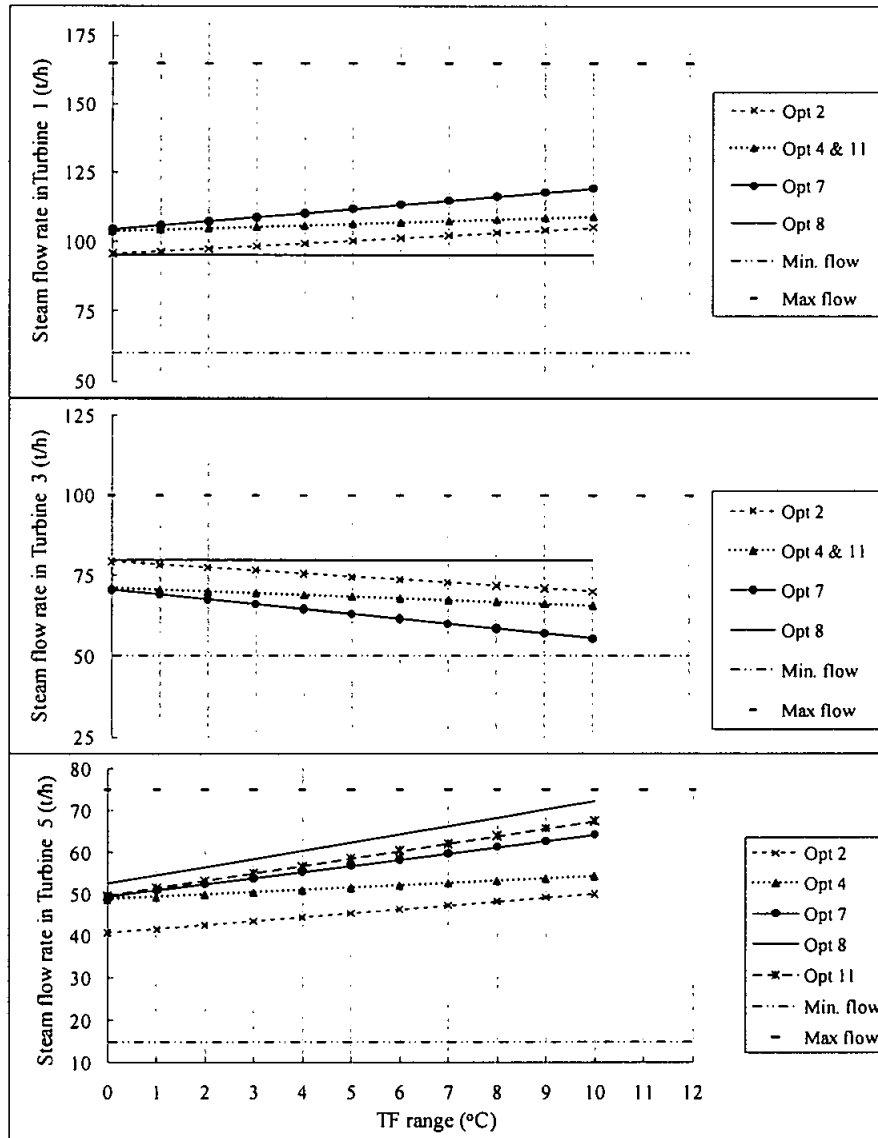 Steam flow rate in Turbine 1 (t/h)
175
150
125
100
75
50
Opt 2
Opt 4 & 11
Opt 7
Opt 8
Min. flow
Max flow
Steam flow rate in Turbine 3 (t/h)
125
100
75
50
25
Opt 2
Opt 4 & 11
Opt 7
Opt 8
Min. flow
Max flow
Steam flow rate in Turbine 5 (t/h)
80
70
60
50
40
30
20
10
Opt 2
Opt 4
Opt 7
Opt 8
Opt 11
Min. flow
Max flow
0 1 2 3 4 5 6 7 8 9 10 11 12
TF range (°C)